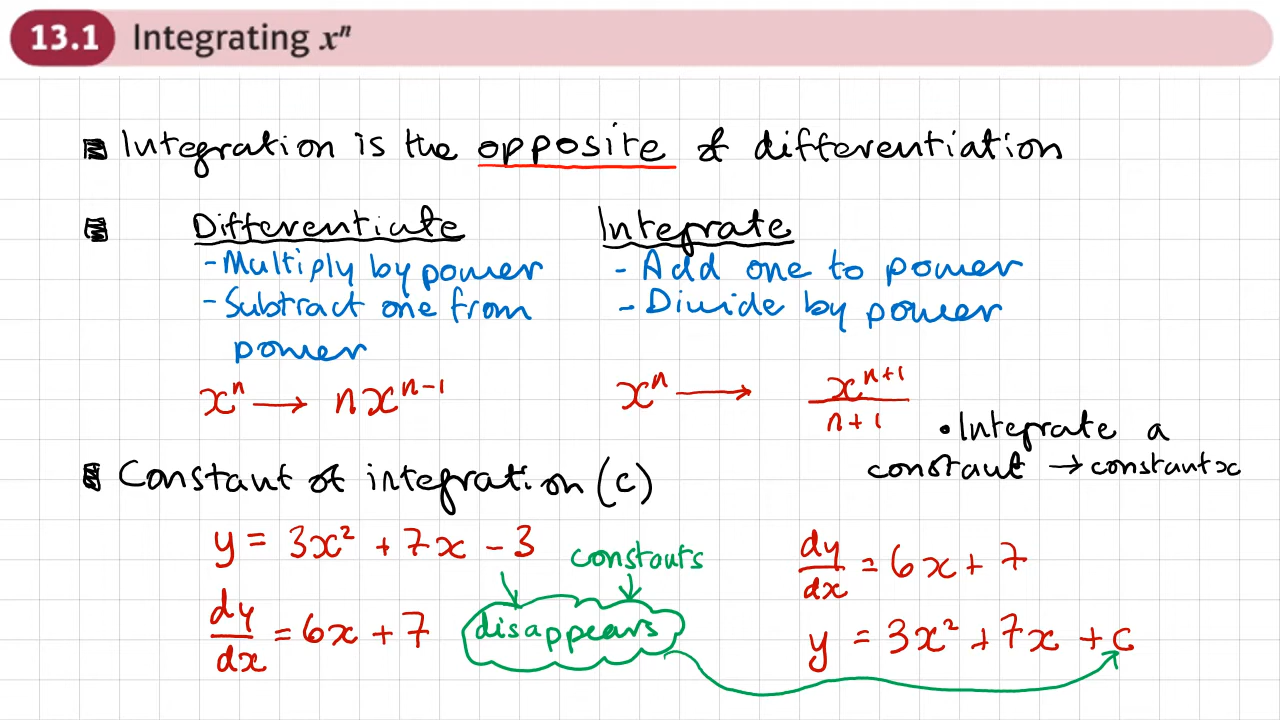 13.1 Integrating xⁿ
Integration is the opposite of differentiation
Differentiate
- Multiply by power
- Subtract one from
power
xⁿ → nxⁿ⁻¹
Integrate
- Add one to power
- Divide by power
xⁿ → xⁿ⁺¹/n+1
• Integrate a
constant → constant x
Constant of integration (c)
y = 3x² + 7x - 3
dy/dx = 6x + 7
constants
disappears
dy/dx = 6x + 7
y = 3x² + 7x + c